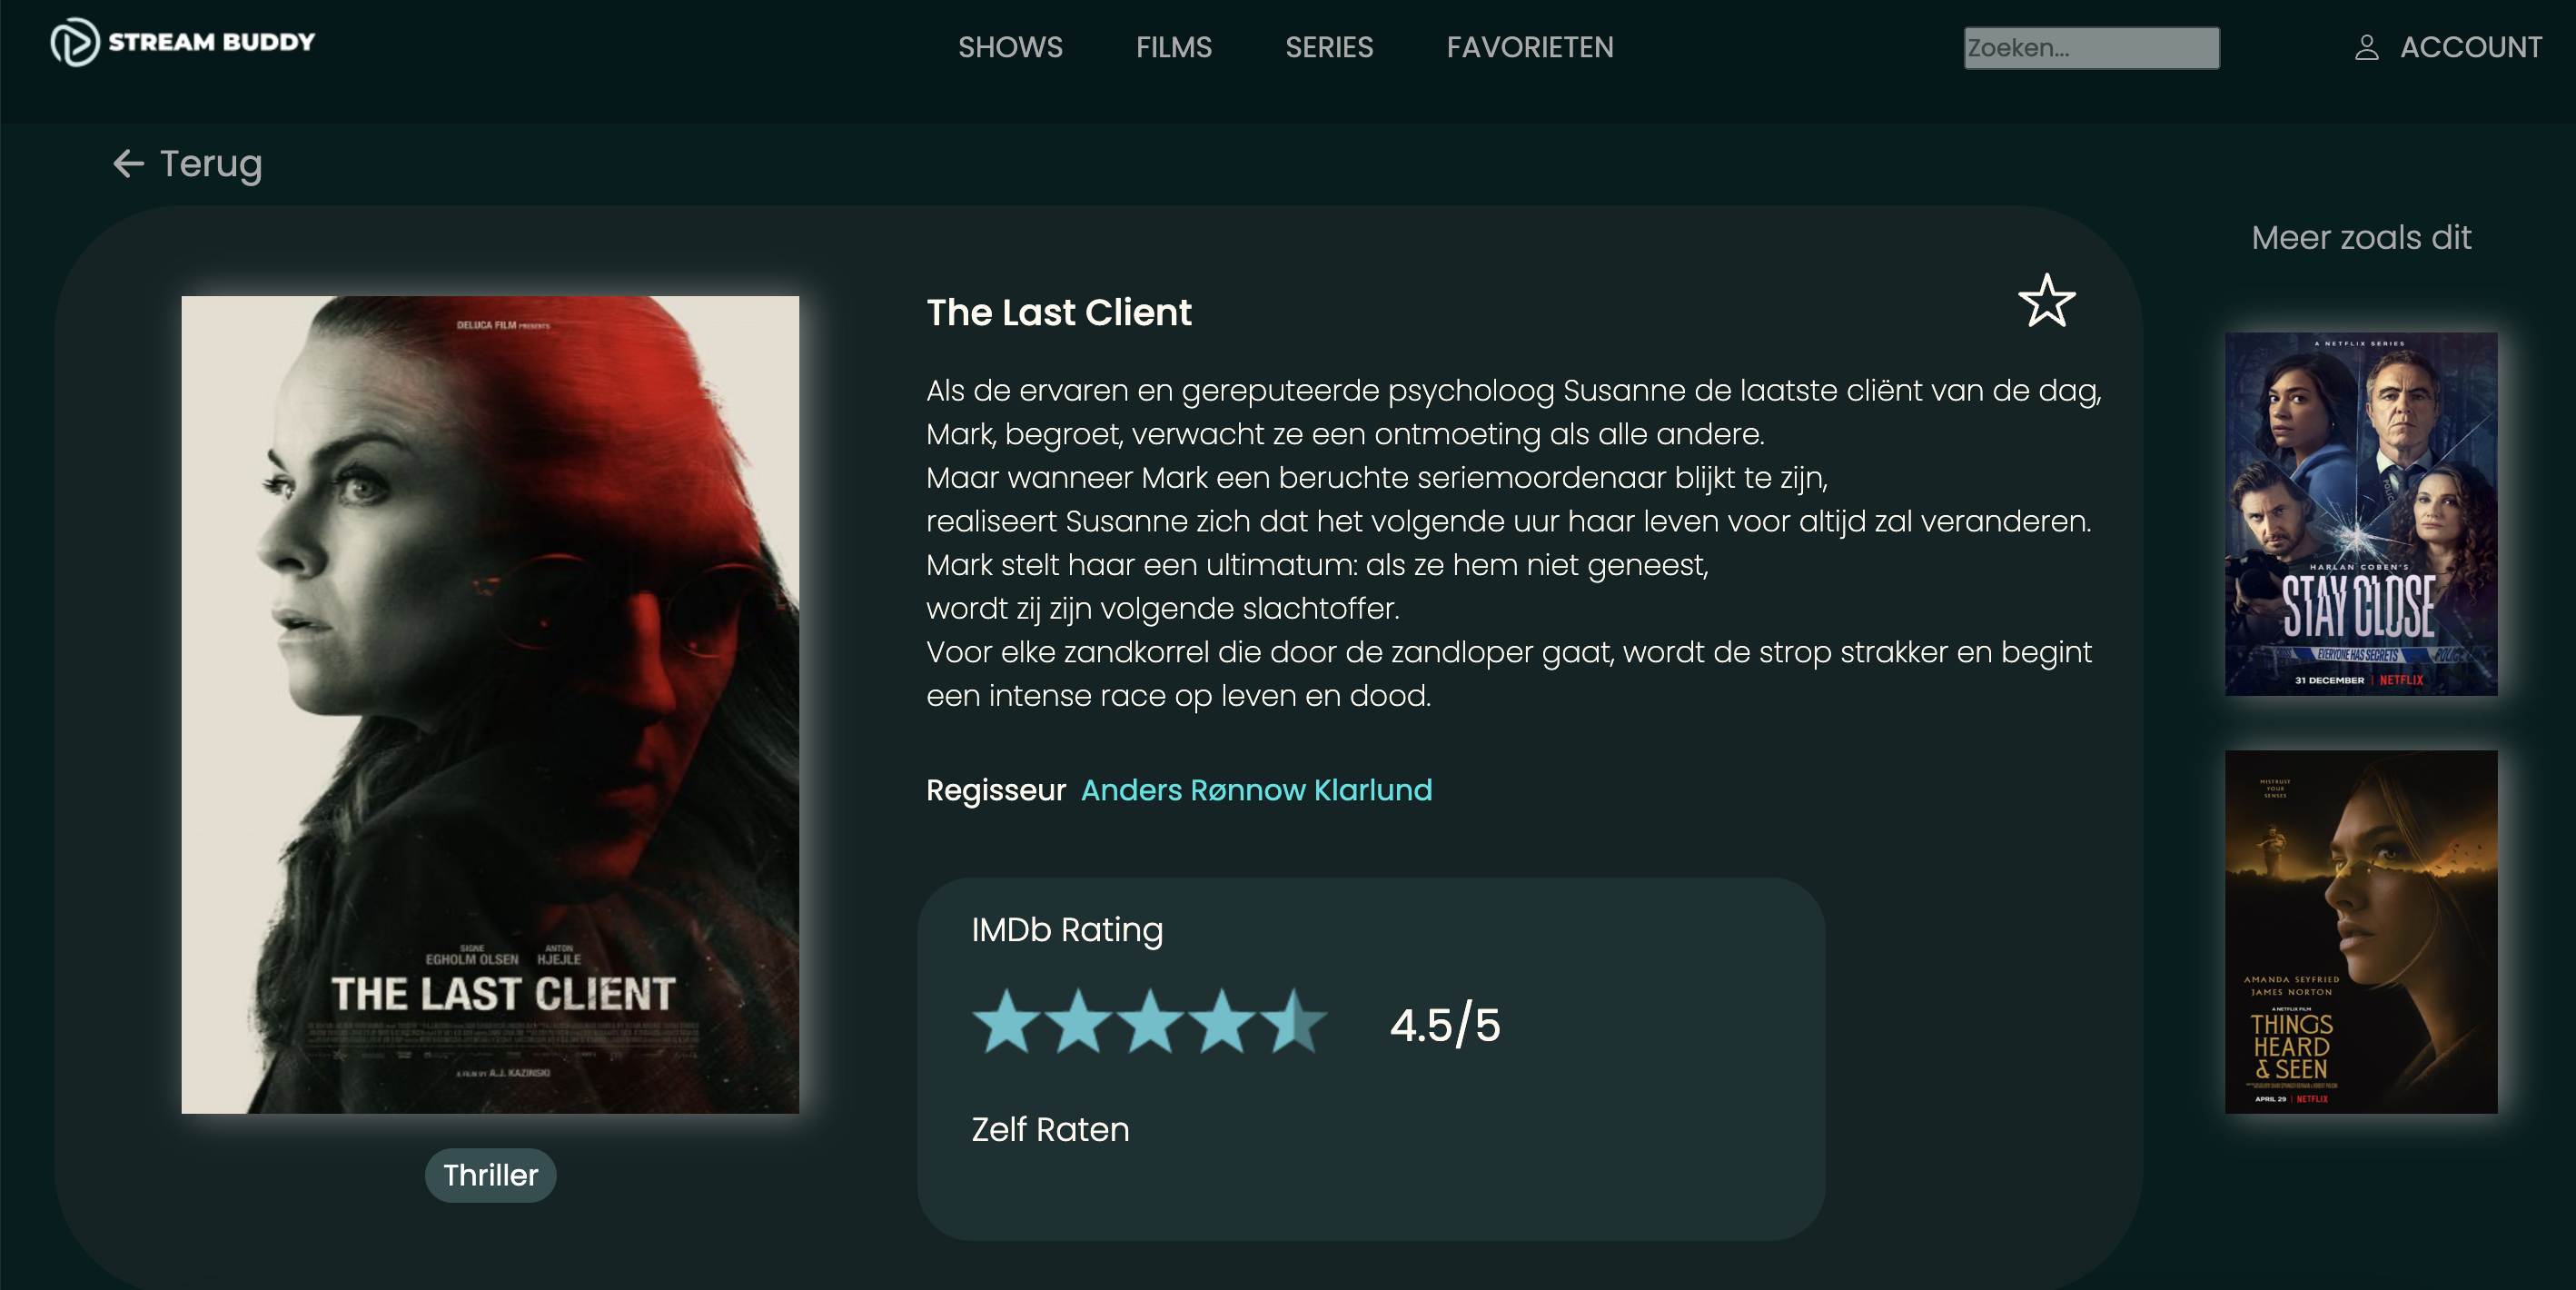 STREAM BUDDY
SHOWS
FILMS
SERIES
FAVORIETEN
Zoeken...
ACCOUNT
Terug
DELUCA FILM PRESENTS
SIGNE
EGHOLM OLSEN
ANTON
HJEJLE
THE LAST CLIENT
A FILM BY A.J. KAZINSKI
Thriller
The Last Client
Als de ervaren en gereputeerde psycholoog Susanne de laatste cliënt van de dag,
Mark, begroet, verwacht ze een ontmoeting als alle andere.
Maar wanneer Mark een beruchte seriemoordenaar blijkt te zijn,
realiseert Susanne zich dat het volgende uur haar leven voor altijd zal veranderen.
Mark stelt haar een ultimatum: als ze hem niet geneest,
wordt zij zijn volgende slachtoffer.
Voor elke zandkorrel die door de zandloper gaat, wordt de strop strakker en begint
een intense race op leven en dood.
Regisseur Anders Rønnow Klarlund
IMDb Rating
4.5/5
Zelf Raten
Meer zoals dit
A NETFLIX SERIES
POLICE
HARLAN COBEN'S
STAY CLOSE
EVERYONE HAS SECRETS
31 DECEMBER | NETFLIX
MISTRUST
YOUR
SENSES
AMANDA SEYFRIED
JAMES NORTON
A NETFLIX FILM
THINGS
HEARD
& SEEN
APRIL 29 | NETFLIX